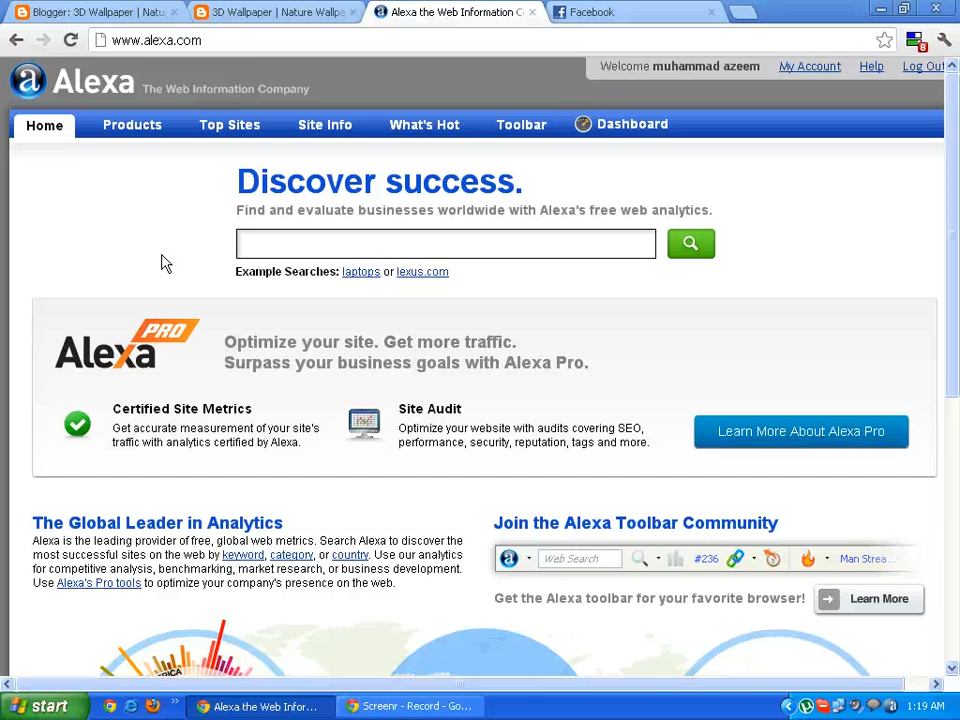 Blogger: 3D Wallpaper | Natu
3D Wallpaper | Nature Wallpa
Alexa the Web Information C
Facebook
www.alexa.com
8
Welcome muhammad azeem
My Account
Help
Log Out
a Alexa The Web Information Company
Home
Products
Top Sites
Site Info
What's Hot
Toolbar
Dashboard
Discover success.
Find and evaluate businesses worldwide with Alexa's free web analytics.
Example Searches: laptops or lexus.com
Alexa PRO
Optimize your site. Get more traffic.
Surpass your business goals with Alexa Pro.
Certified Site Metrics
Get accurate measurement of your site's
traffic with analytics certified by Alexa.
Site Audit
Optimize your website with audits covering SEO,
performance, security, reputation, tags and more.
Learn More About Alexa Pro
The Global Leader in Analytics
Alexa is the leading provider of free, global web metrics. Search Alexa to discover the
most successful sites on the web by keyword, category, or country. Use our analytics
for competitive analysis, benchmarking, market research, or business development.
Use Alexa's Pro tools to optimize your company's presence on the web.
Join the Alexa Toolbar Community
a Web Search #236 Man Strea...
Get the Alexa toolbar for your favorite browser!
Learn More
start
Alexa the Web Infor...
Screenr - Record - Go...
1:19 AM